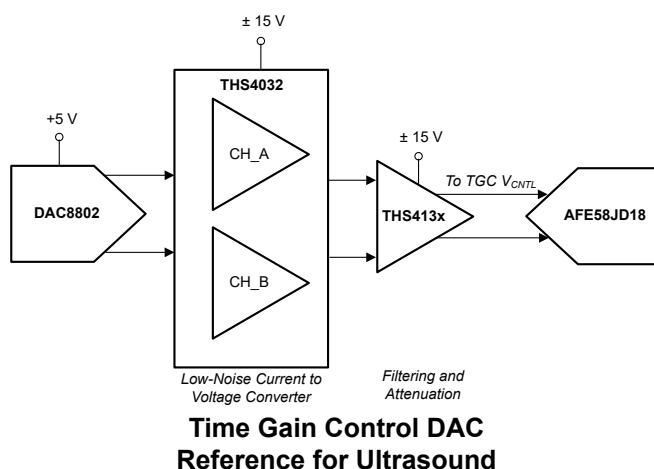 ± 15 V
THS4032
+5 V
CH_A
± 15 V
To TGC V_CNTL
DAC8802
THS413x
AFE58JD18
CH_B
Low-Noise Current to
Voltage Converter
Filtering and
Attenuation
Time Gain Control DAC
Reference for Ultrasound